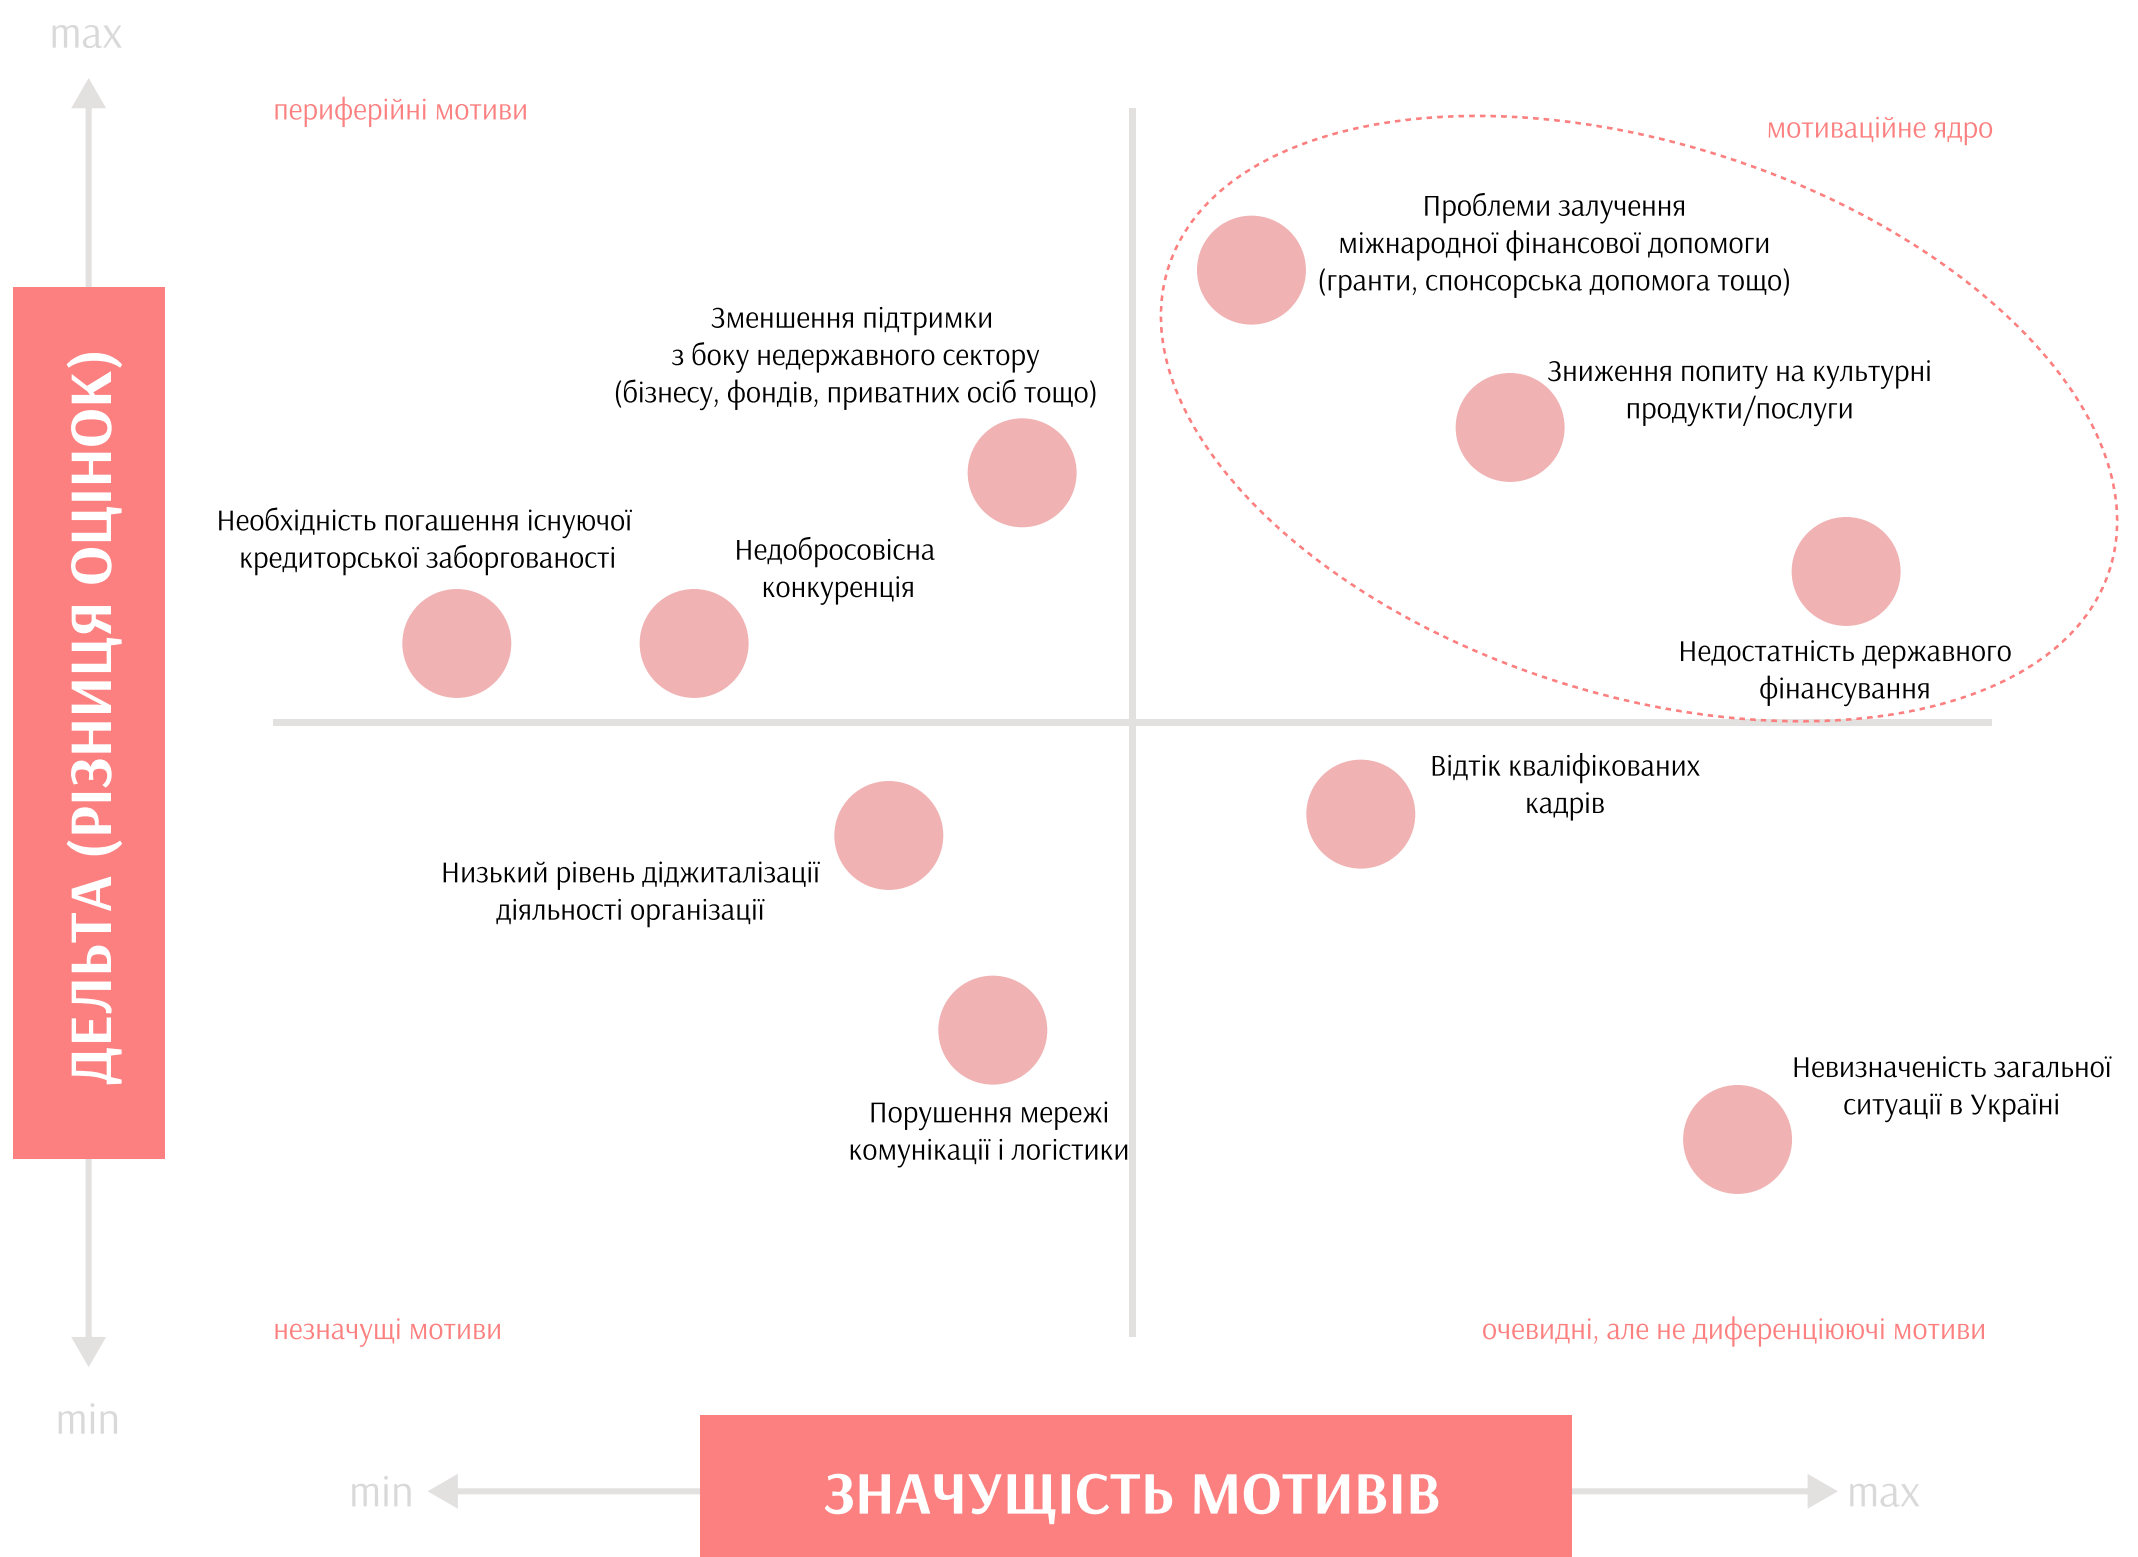 max
периферійні мотиви
мотиваційне ядро
Проблеми залучення
міжнародної фінансової допомоги
(гранти, спонсорська допомога тощо)
Зменшення підтримки
з боку недержавного сектору
(бізнесу, фондів, приватних осіб тощо)
Зниження попиту на культурні
продукти/послуги
Необхідність погашення існуючої
кредиторської заборгованості
Недобросовісна
конкуренція
Недостатність державного
фінансування
ДЕЛЬТА (РІЗНИЦЯ ОЦІНОК)
Відтік кваліфікованих
кадрів
Низький рівень діджиталізації
діяльності організації
Порушення мережі
комунікації і логістики
Невизначеність загальної
ситуації в Україні
незначущі мотиви
очевидні, але не диференціюючі мотиви
min
min
ЗНАЧУЩІСТЬ МОТИВІВ
max